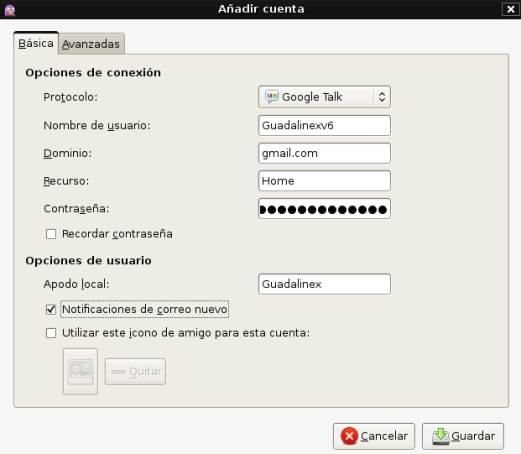 Añadir cuenta
Básica Avanzadas
Opciones de conexión
Protocolo: Google Talk
Nombre de usuario: Guadalinexv6
Dominio: gmail.com
Recurso: Home
Contraseña: ●●●●●●●●●●●●
Recordar contraseña
Opciones de usuario
Apodo local: Guadalinex
Notificaciones de correo nuevo
Utilizar este icono de amigo para esta cuenta:
Quitar
Cancelar Guardar